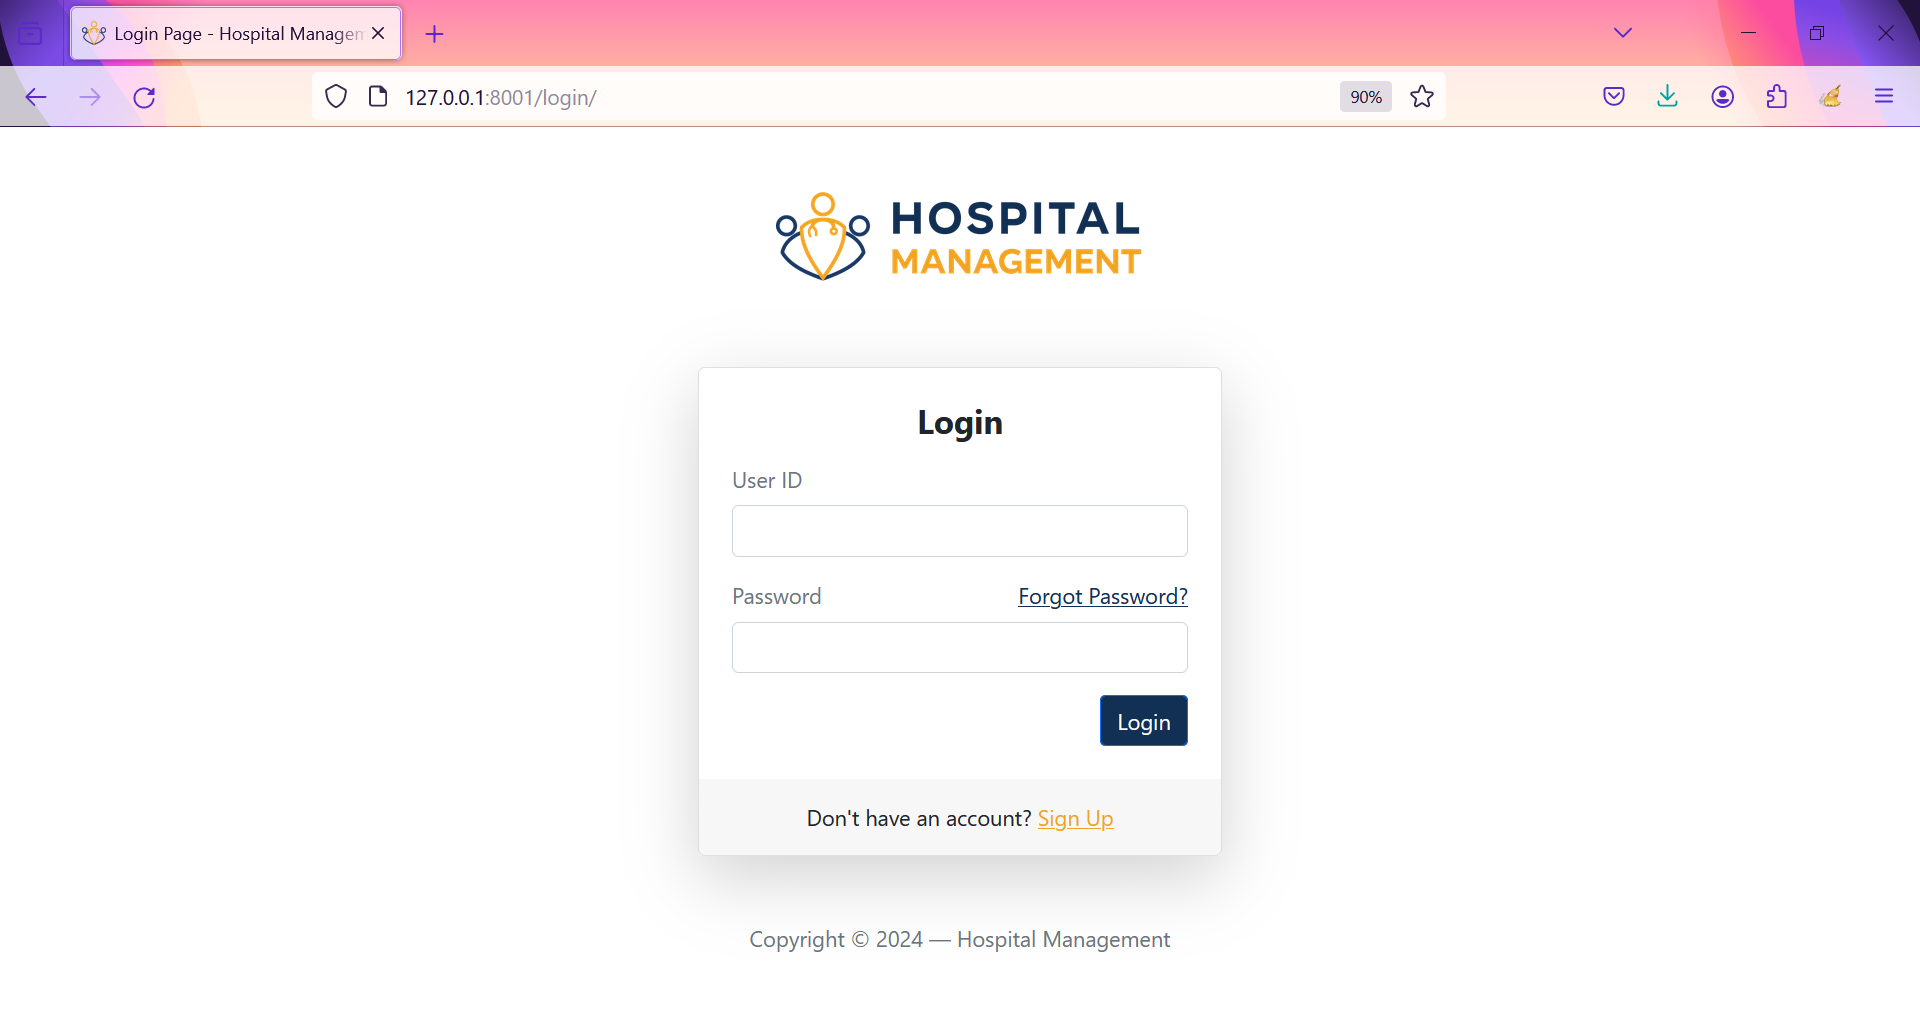 Login Page - Hospital Managem
127.0.0.1:8001/login/
90%
HOSPITAL
MANAGEMENT
Login
User ID
Password
Forgot Password?
Login
Don't have an account? Sign Up
Copyright © 2024 — Hospital Management